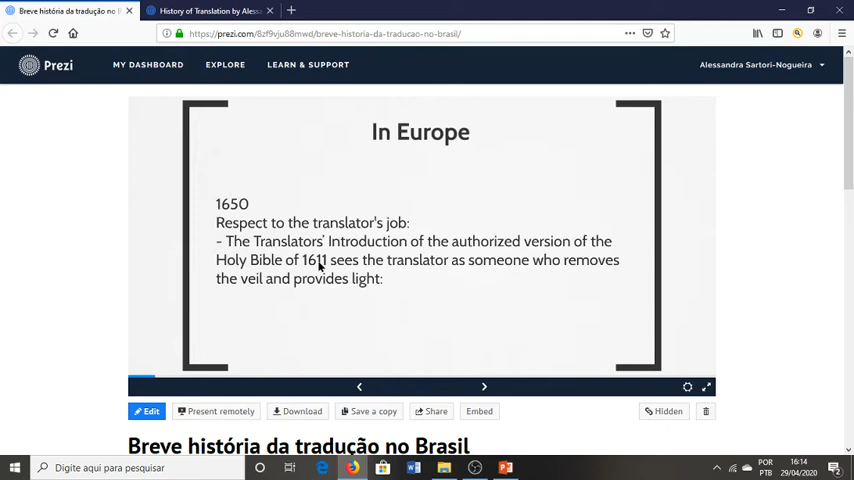 Breve história da tradução no B
History of Translation by Aless
https://prezi.com/8zf9vju88mwd/breve-historia-da-traducao-no-brasil/
Prezi
MY DASHBOARD
EXPLORE
LEARN & SUPPORT
Alessandra Sartori-Nogueira
In Europe
1650
Respect to the translator's job:
- The Translators' Introduction of the authorized version of the
Holy Bible of 1611 sees the translator as someone who removes
the veil and provides light:
Edit
Present remotely
Download
Save a copy
Share
Embed
Hidden
Breve história da tradução no Brasil
Digite aqui para pesquisar
POR
PTB
16:14
29/04/2020
2